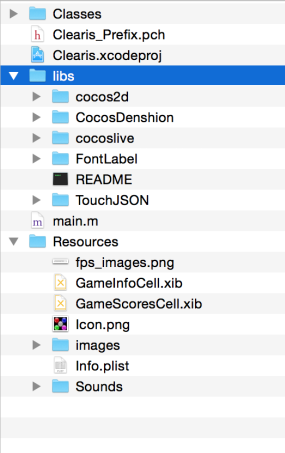 Classes
Clearis_Prefix.pch
Clearis.xcodeproj
libs
cocos2d
CocosDenshion
cocoslive
FontLabel
README
TouchJSON
main.m
Resources
fps_images.png
GameInfoCell.xib
GameScoresCell.xib
Icon.png
images
Info.plist
Sounds